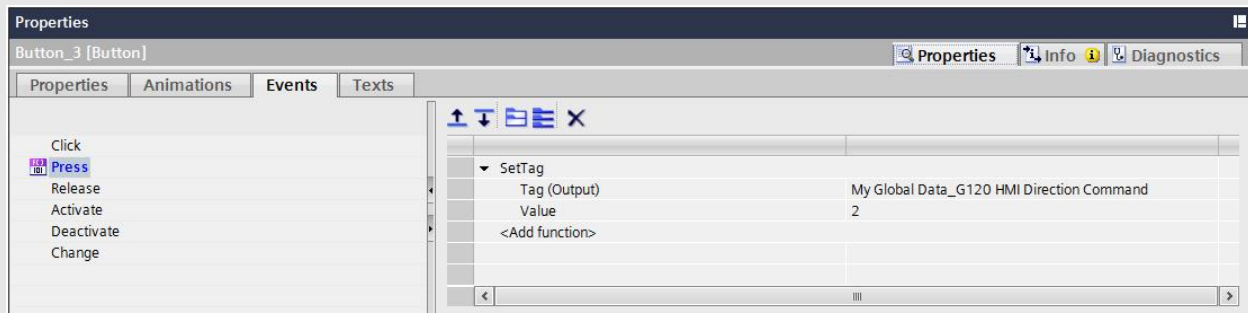 Properties
Button_3 [Button]
Properties Info Diagnostics
Properties Animations Events Texts
Click
Press
Release
Activate
Deactivate
Change
SetTag
Tag (Output) My Global Data_G120 HMI Direction Command
Value 2
<Add function>